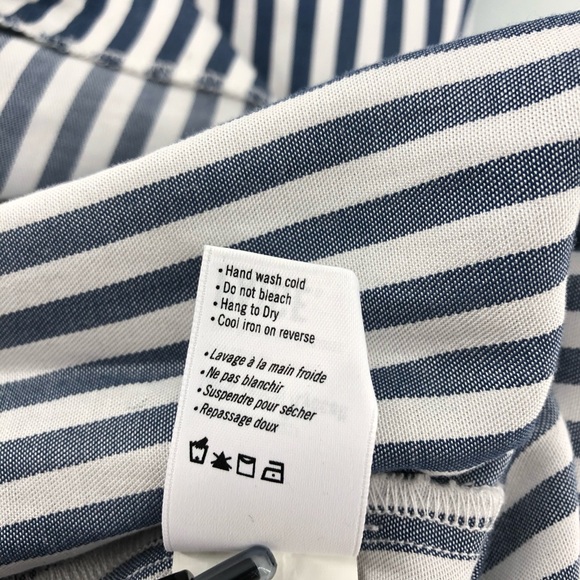 • Hand wash cold
• Do not bleach
• Hang to Dry
• Cool iron on reverse
• Lavage à la main froide
• Ne pas blanchir
• Suspendre pour sécher
• Repassage doux